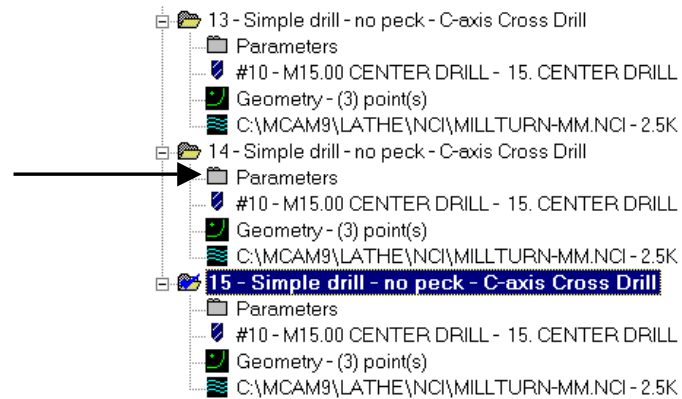 13 - Simple drill - no peck - C-axis Cross Drill
Parameters
#10 - M15.00 CENTER DRILL - 15. CENTER DRILL
Geometry - (3) point(s)
C:\MCAM9\LATHE\NCI\MILLTURN-MM.NCI - 2.5K
14 - Simple drill - no peck - C-axis Cross Drill
Parameters
#10 - M15.00 CENTER DRILL - 15. CENTER DRILL
Geometry - (3) point(s)
C:\MCAM9\LATHE\NCI\MILLTURN-MM.NCI - 2.5K
15 - Simple drill - no peck - C-axis Cross Drill
Parameters
#10 - M15.00 CENTER DRILL - 15. CENTER DRILL
Geometry - (3) point(s)
C:\MCAM9\LATHE\NCI\MILLTURN-MM.NCI - 2.5K